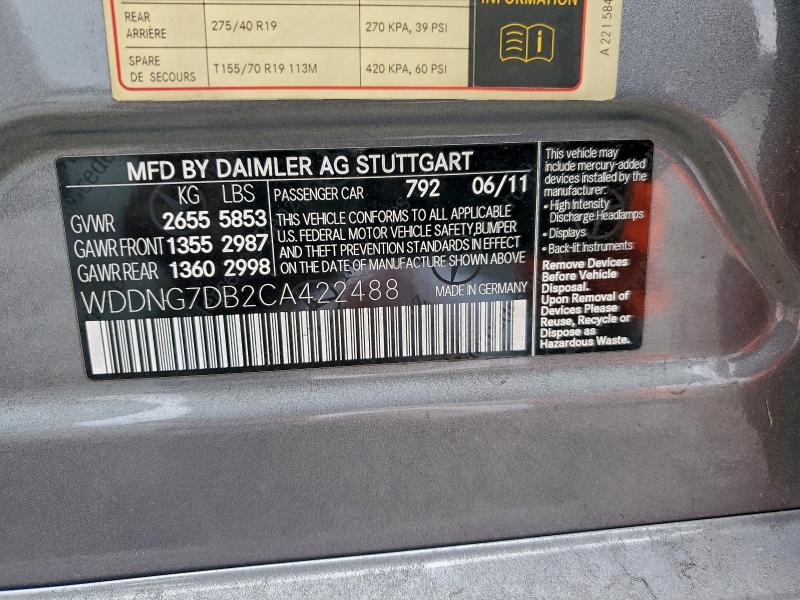 INFORMATION
REAR
ARRIÈRE
275/40 R19
270 KPA, 39 PSI
SPARE
DE SECOURS
T155/70 R19 113M
420 KPA, 60 PSI
A 221 584
MFD BY DAIMLER AG STUTTGART
KG LBS PASSENGER CAR 792 06/11
GVWR 2655 5853
GAWR FRONT 1355 2987
GAWR REAR 1360 2998
THIS VEHICLE CONFORMS TO ALL APPLICABLE
U.S. FEDERAL MOTOR VEHICLE SAFETY,BUMPER
AND THEFT PREVENTION STANDARDS IN EFFECT
ON THE DATE OF MANUFACTURE SHOWN ABOVE
WDDNG7DB2CA422488 MADE IN GERMANY
This vehicle may
include mercury-added
devices installed by the
manufacturer:
• High Intensity
Discharge Headlamps
• Displays
• Back-lit Instruments
Remove Devices
Before Vehicle
Disposal.
Upon Removal of
Devices Please
Reuse, Recycle or
Dispose as
Hazardous Waste.